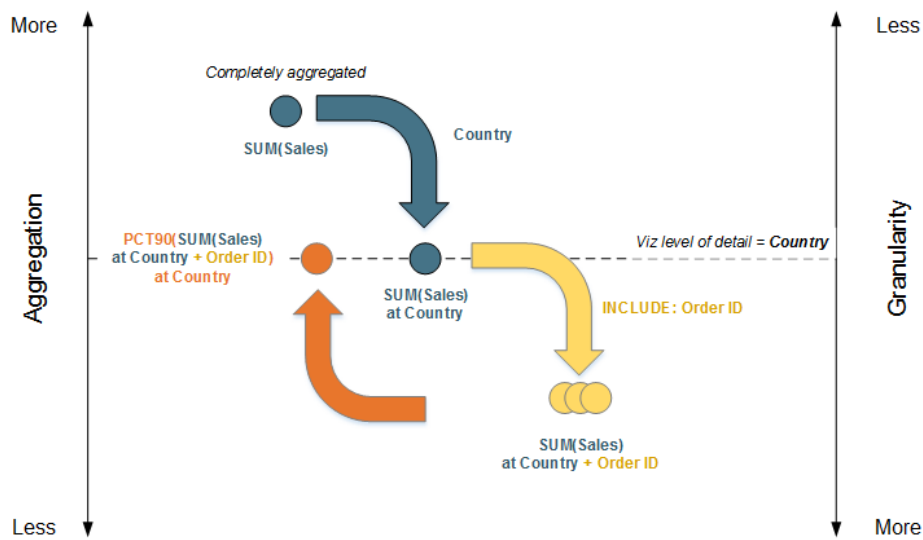 More
Less
Completely aggregated
SUM(Sales)
Country
Aggregation
PCT90(SUM(Sales)
at Country + Order ID)
at Country
SUM(Sales)
at Country
Viz level of detail = Country
INCLUDE: Order ID
Granularity
SUM(Sales)
at Country + Order ID
Less
More